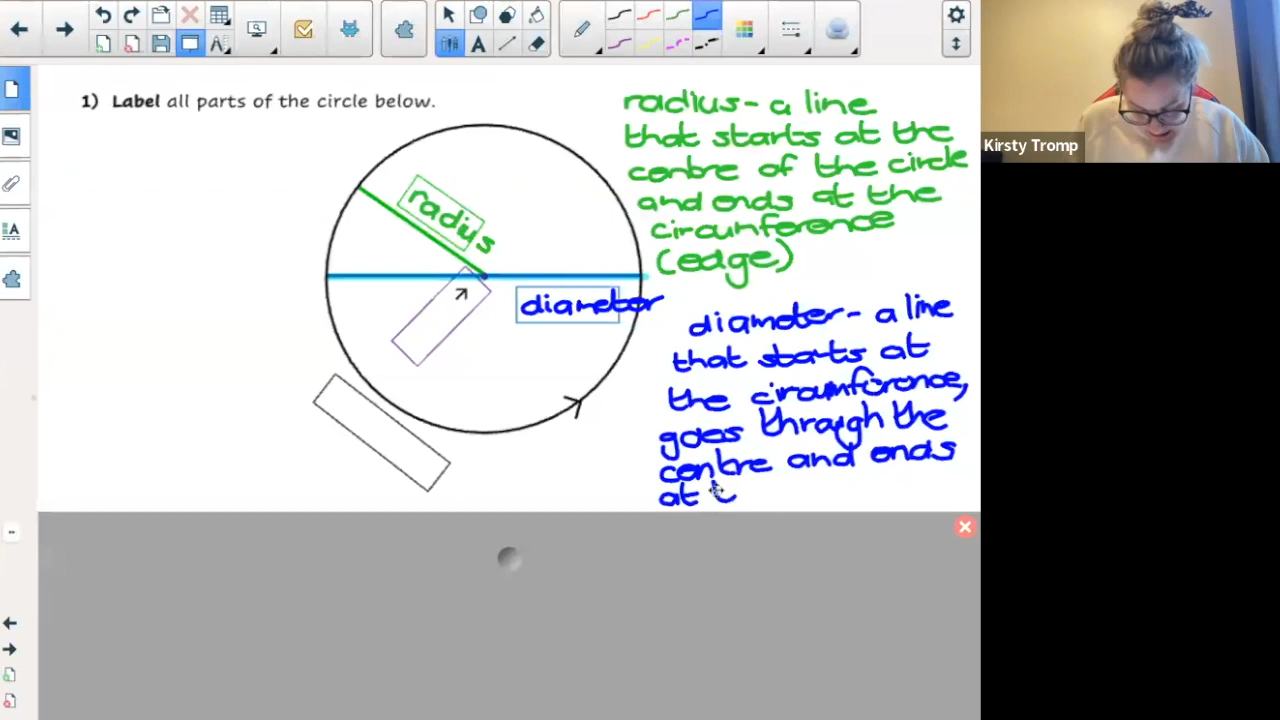 1) Label all parts of the circle below.
radius
diameter
radius - a line
that starts at the
centre of the circle
and ends at the
circumference
(edge)
diameter - a line
that starts at
the circumference,
goes through the
centre and ends
at t
Kirsty Tromp